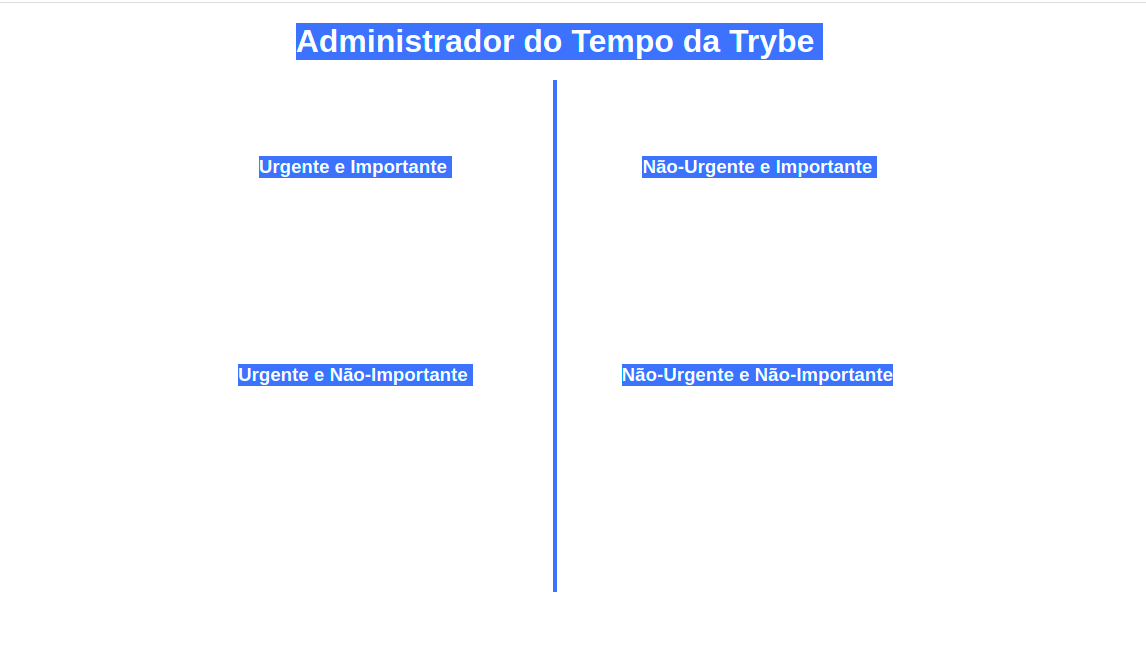 Administrador do Tempo da Trybe
Urgente e Importante
Não-Urgente e Importante
Urgente e Não-Importante
Não-Urgente e Não-Importante